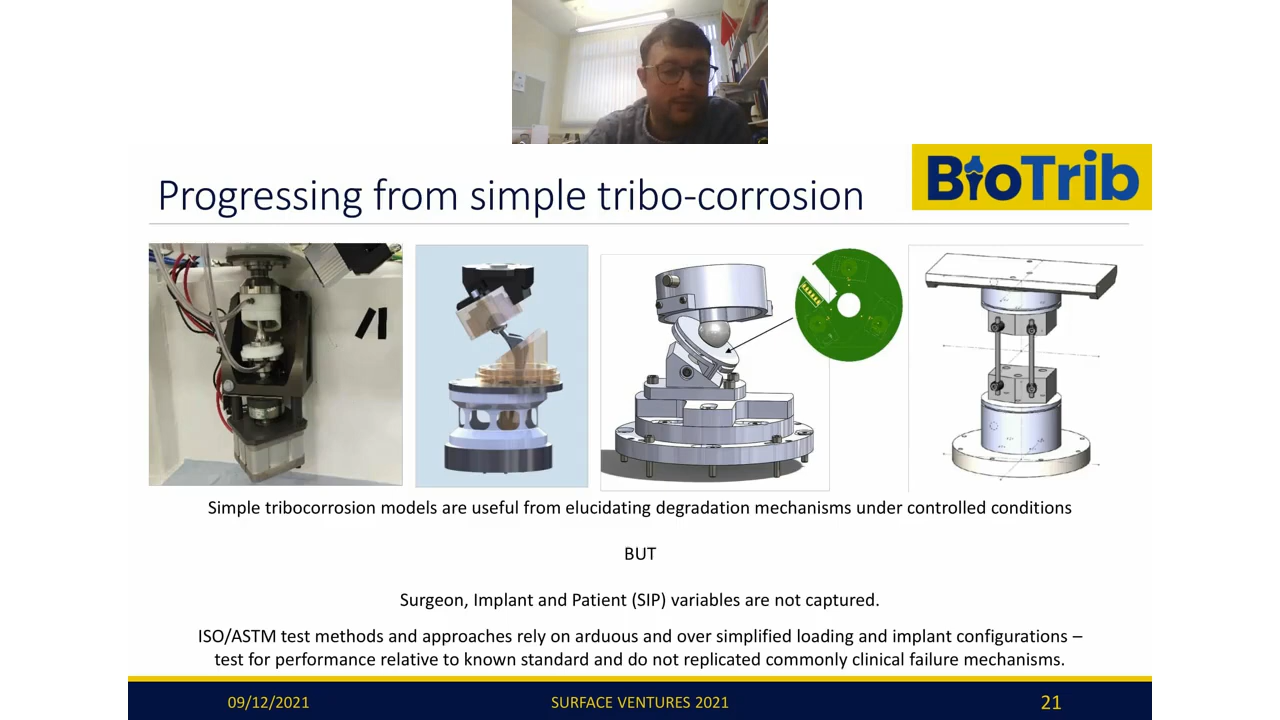 BioTrib
Progressing from simple tribo-corrosion
Simple tribocorrosion models are useful from elucidating degradation mechanisms under controlled conditions
BUT
Surgeon, Implant and Patient (SIP) variables are not captured.
ISO/ASTM test methods and approaches rely on arduous and over simplified loading and implant configurations –
test for performance relative to known standard and do not replicated commonly clinical failure mechanisms.
09/12/2021
SURFACE VENTURES 2021
21